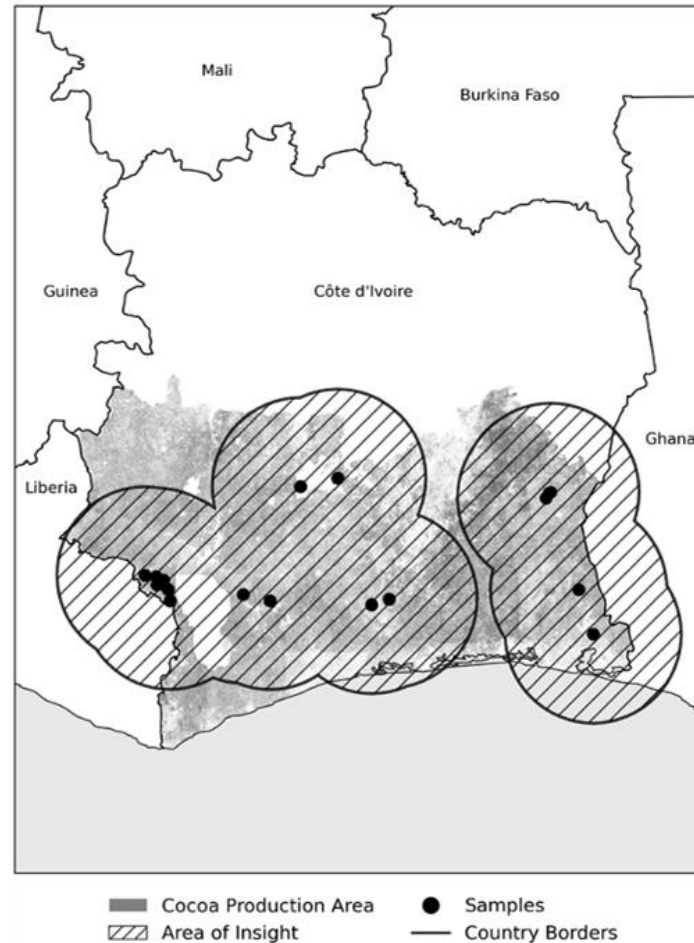 Mali
Burkina Faso
Guinea
Côte d'Ivoire
Ghana
Liberia
Cocoa Production Area
Samples
Area of Insight
Country Borders